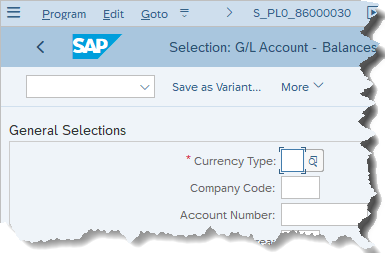 Program Edit Goto S_PL0_86000030
SAP Selection: G/L Account - Balances
Save as Variant... More
General Selections
* Currency Type:
Company Code:
Account Number: